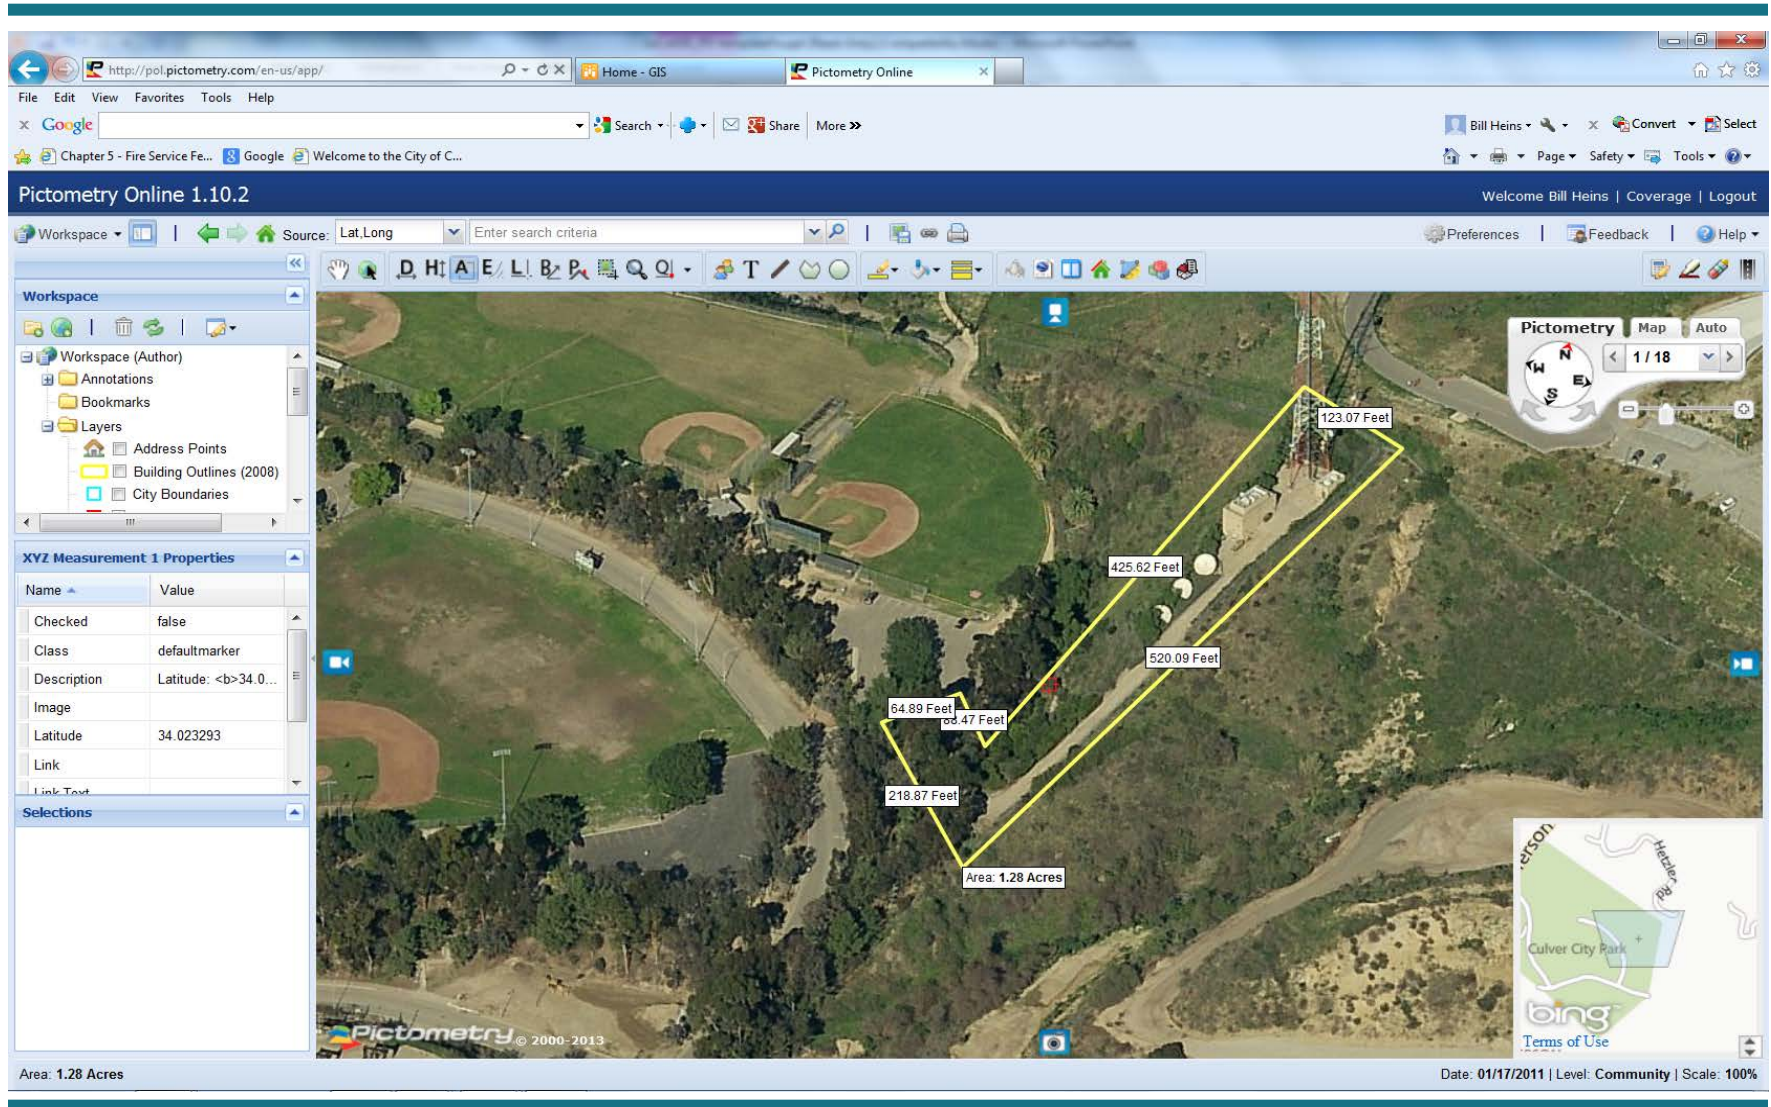 http://pol.pictometry.com/en-us/app/
Home - GIS
Pictometry Online
File Edit View Favorites Tools Help
x Google
Search
Share
More »
Bill Heins
x
Convert
Select
Chapter 5 - Fire Service Fe...
Google
Welcome to the City of C...
Page
Safety
Tools
Pictometry Online 1.10.2
Welcome Bill Heins | Coverage | Logout
Workspace
Source:
Lat,Long
Enter search criteria
Preferences
Feedback
Help
Workspace
Workspace (Author)
Annotations
Bookmarks
Layers
Address Points
Building Outlines (2008)
City Boundaries
XYZ Measurement 1 Properties
Name Value
Checked false
Class defaultmarker
Description Latitude: <b>34.0...
Image
Latitude 34.023293
Link
Link Text
Selections
Pictometry Map Auto
N
W
E
S
1 / 18
123.07 Feet
425.62 Feet
520.09 Feet
64.89 Feet
.47 Feet
218.87 Feet
Area: 1.28 Acres
Pictometry © 2000-2013
Hetzler Rd
Culver City Park
bing
Terms of Use
Area: 1.28 Acres
Date: 01/17/2011 | Level: Community | Scale: 100%